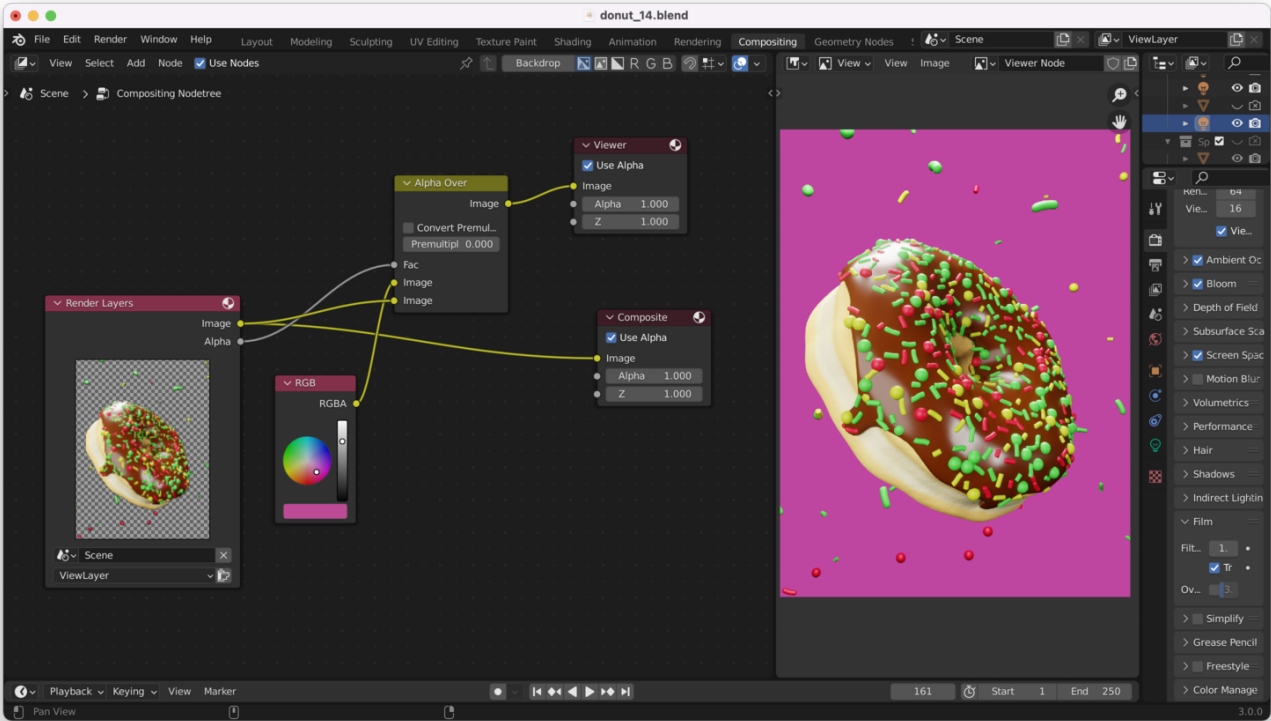 donut_14.blend
File Edit Render Window Help Layout Modeling Sculpting UV Editing Texture Paint Shading Animation Rendering Compositing Geometry Nodes Scene ViewLayer
View Select Add Node Use Nodes Backdrop R G B View View Image Viewer Node
Scene > Compositing Nodetree
Viewer
Use Alpha
Image
Alpha 1.000
Z 1.000
Alpha Over
Image
Convert Premul...
Premultipl 0.000
Fac
Image
Image
Render Layers
Image
Alpha
Scene
ViewLayer
RGB
RGBA
Composite
Use Alpha
Image
Alpha 1.000
Z 1.000
Sp
Ren... 64
Vie... 16
Vie...
Ambient Oc
Bloom
Depth of Field
Subsurface Sca
Screen Spac
Motion Blur
Volumetrics
Performance
Hair
Shadows
Indirect Lightin
Film
Filt... 1.
Tr
Ov... 3.
Simplify
Grease Pencil
Freestyle
Color Manage
Playback Keying View Marker 161 Start 1 End 250
Pan View 3.0.0